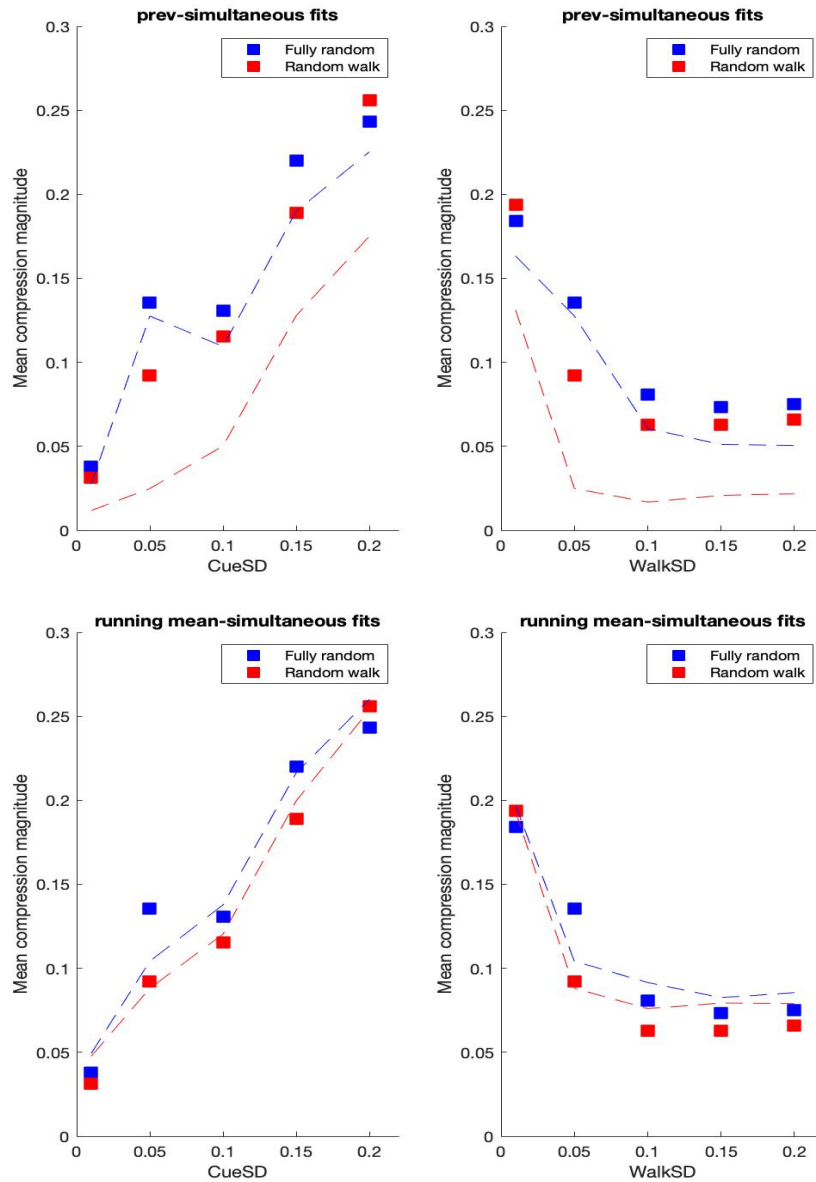 prev-simultaneous fits
0.3
Fully random
Random walk
0.25
0.2
0.15
0.1
0.05
0
Mean compression magnitude
0 0.05 0.1 0.15 0.2
CueSD
prev-simultaneous fits
0.3
Fully random
Random walk
0.25
0.2
0.15
0.1
0.05
0
Mean compression magnitude
0 0.05 0.1 0.15 0.2
WalkSD
running mean-simultaneous fits
0.3
Fully random
Random walk
0.25
0.2
0.15
0.1
0.05
0
Mean compression magnitude
0 0.05 0.1 0.15 0.2
CueSD
running mean-simultaneous fits
0.3
Fully random
Random walk
0.25
0.2
0.15
0.1
0.05
0
Mean compression magnitude
0 0.05 0.1 0.15 0.2
WalkSD